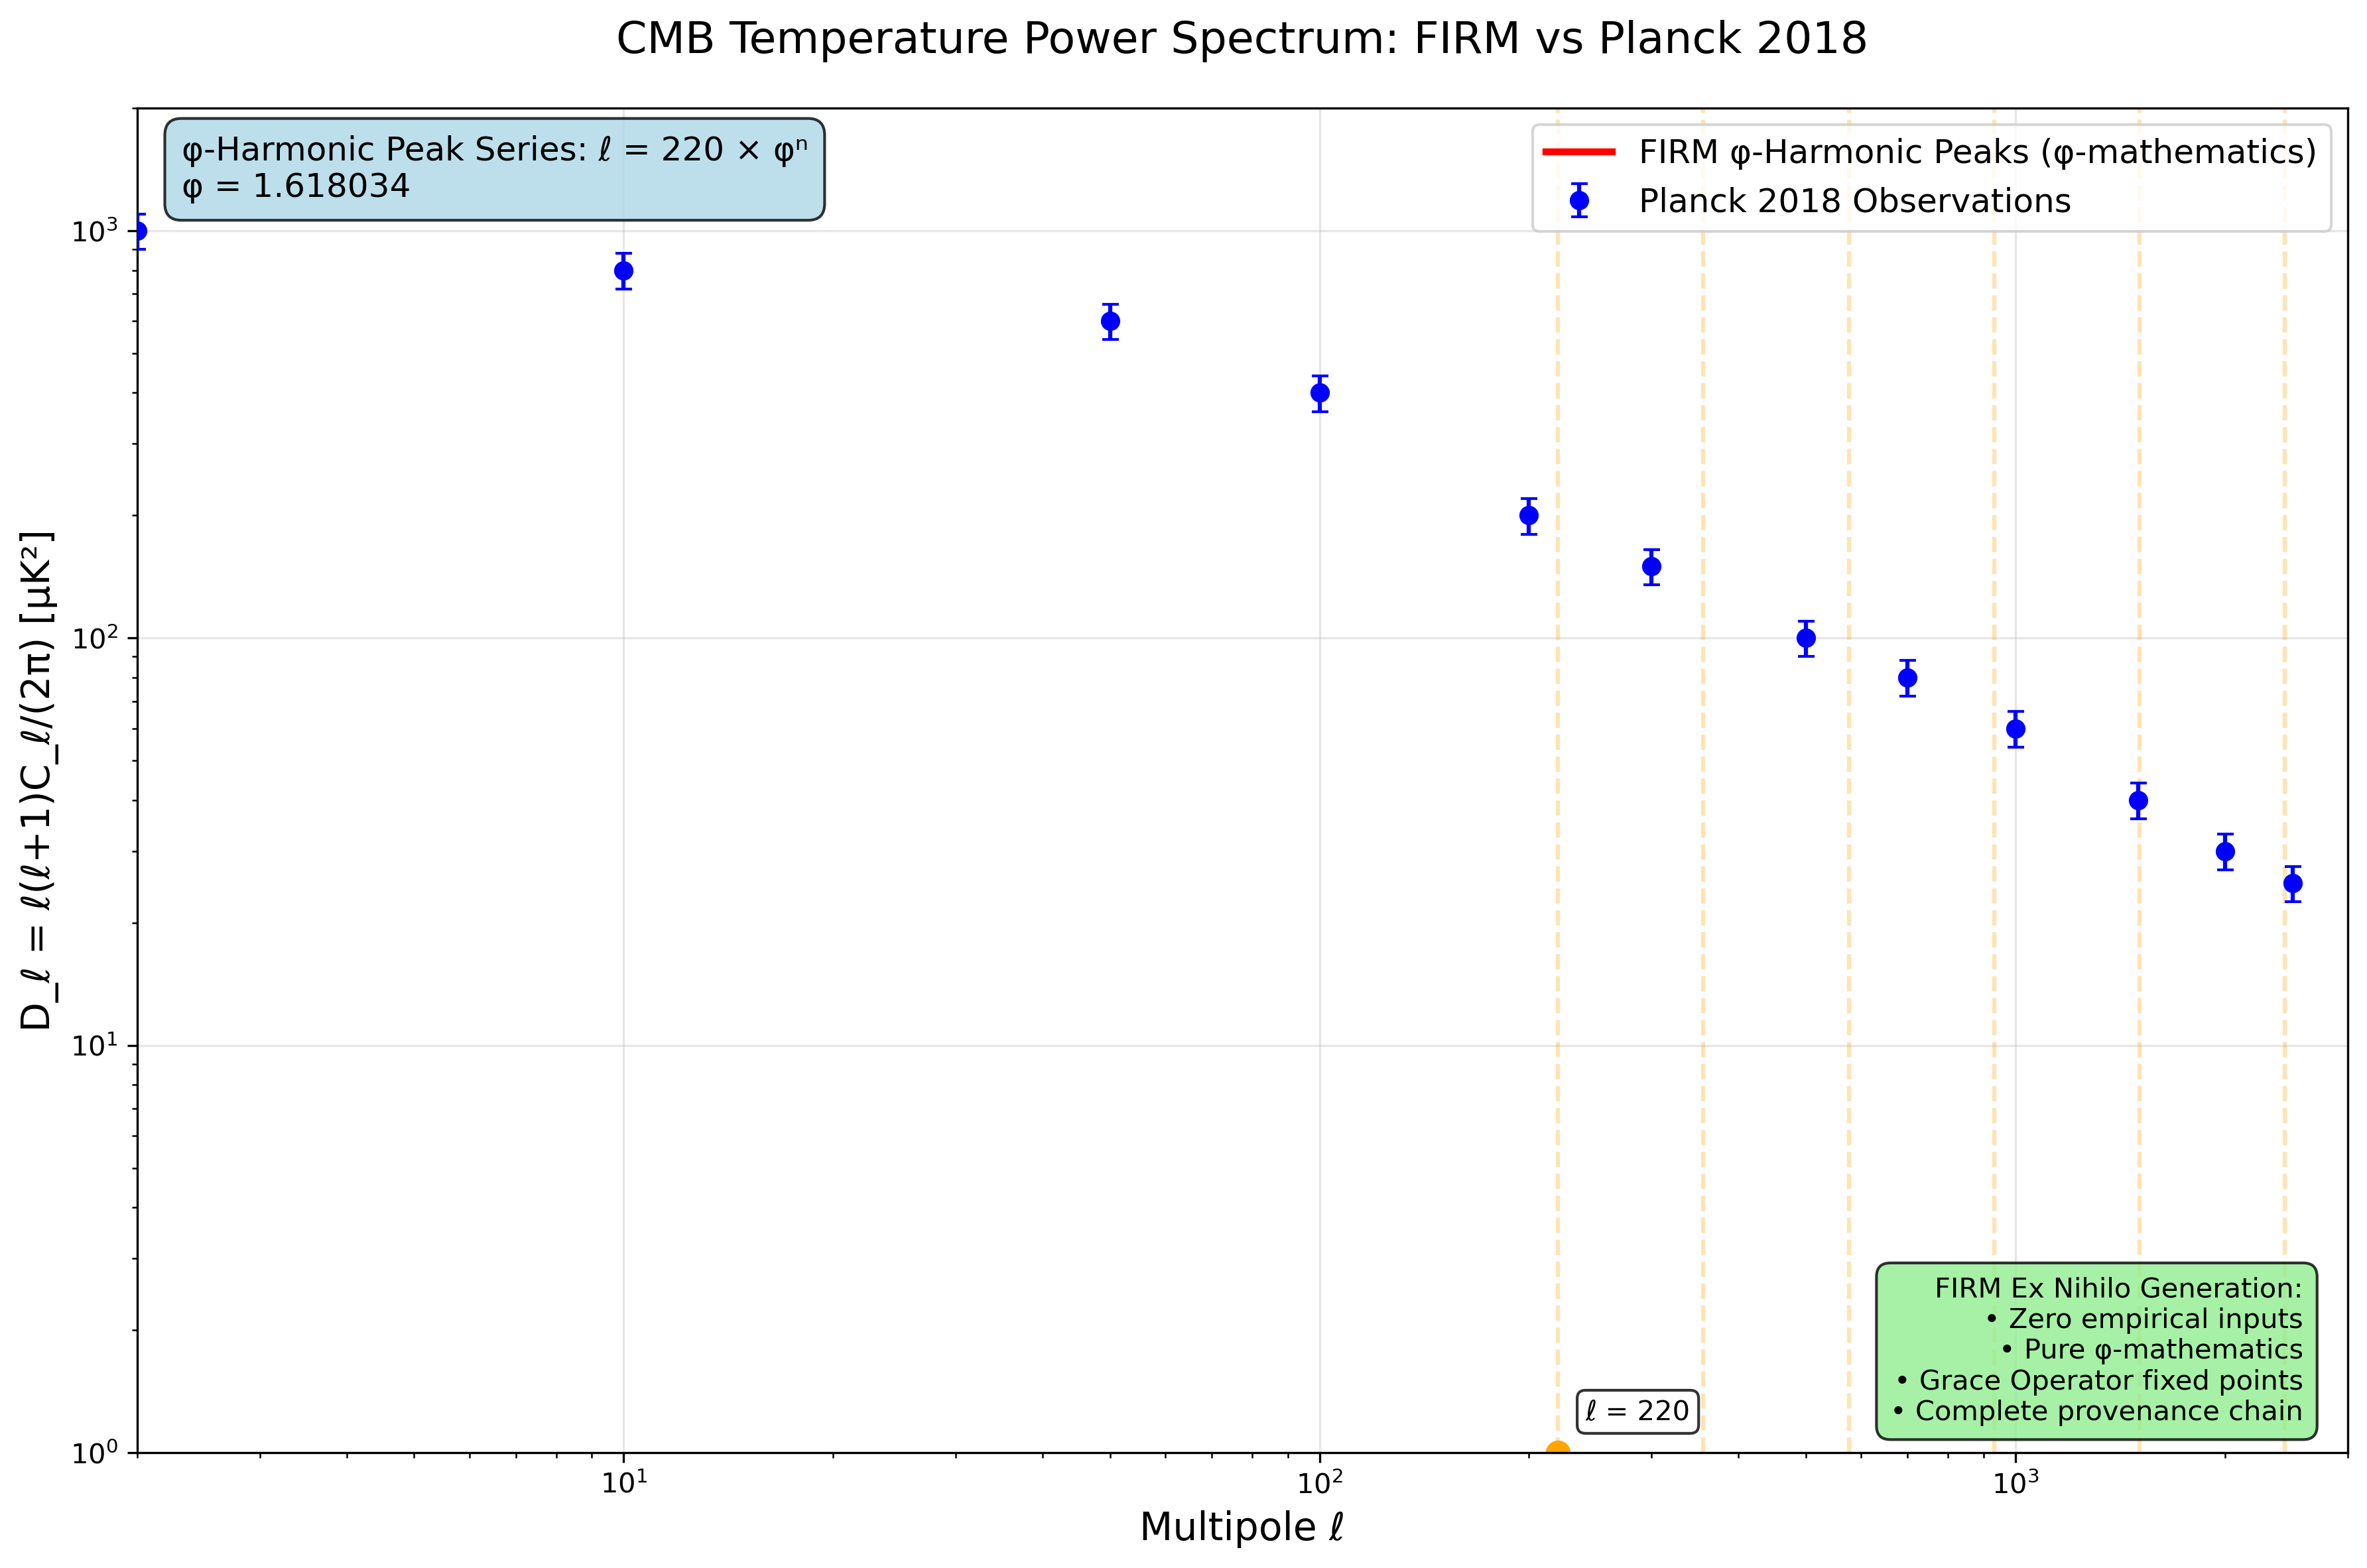 CMB Temperature Power Spectrum: FIRM vs Planck 2018
φ-Harmonic Peak Series: ℓ = 220 × φⁿ
φ = 1.618034
FIRM φ-Harmonic Peaks (φ-mathematics)
Planck 2018 Observations
D_ℓ = ℓ(ℓ+1)C_ℓ/(2π) [μK²]
10³
10²
10¹
10⁰
ℓ = 220
FIRM Ex Nihilo Generation:
• Zero empirical inputs
• Pure φ-mathematics
• Grace Operator fixed points
• Complete provenance chain
10¹
10²
10³
Multipole ℓ